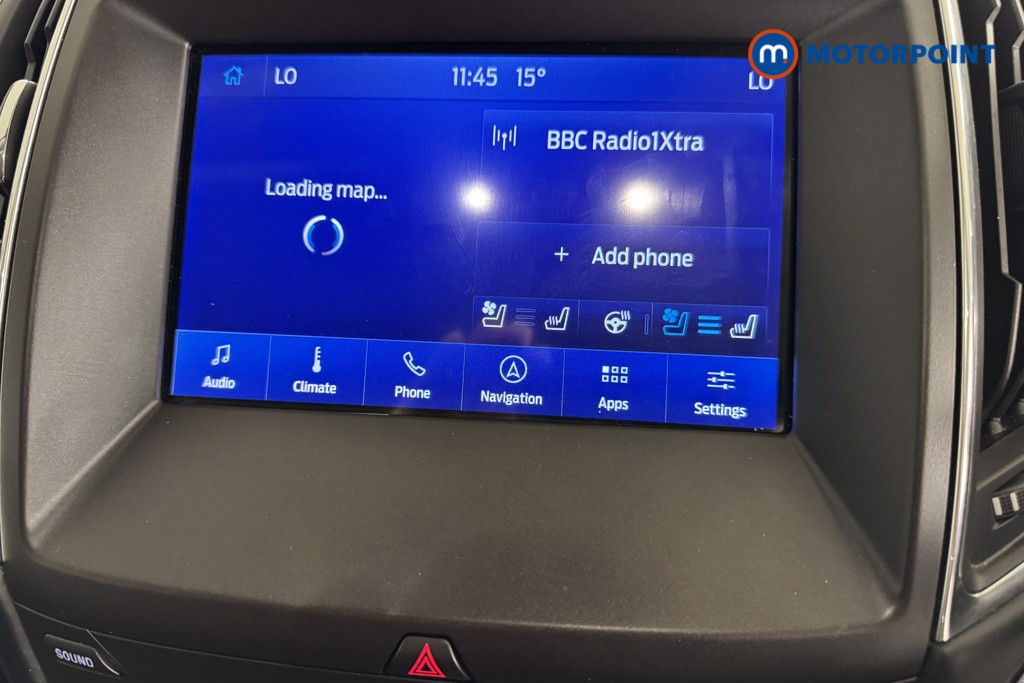 m MOTORPOINT
LO 11:45 15° LO
BBC Radio1Xtra
Loading map...
+ Add phone
Audio Climate Phone Navigation Apps Settings
SOUND